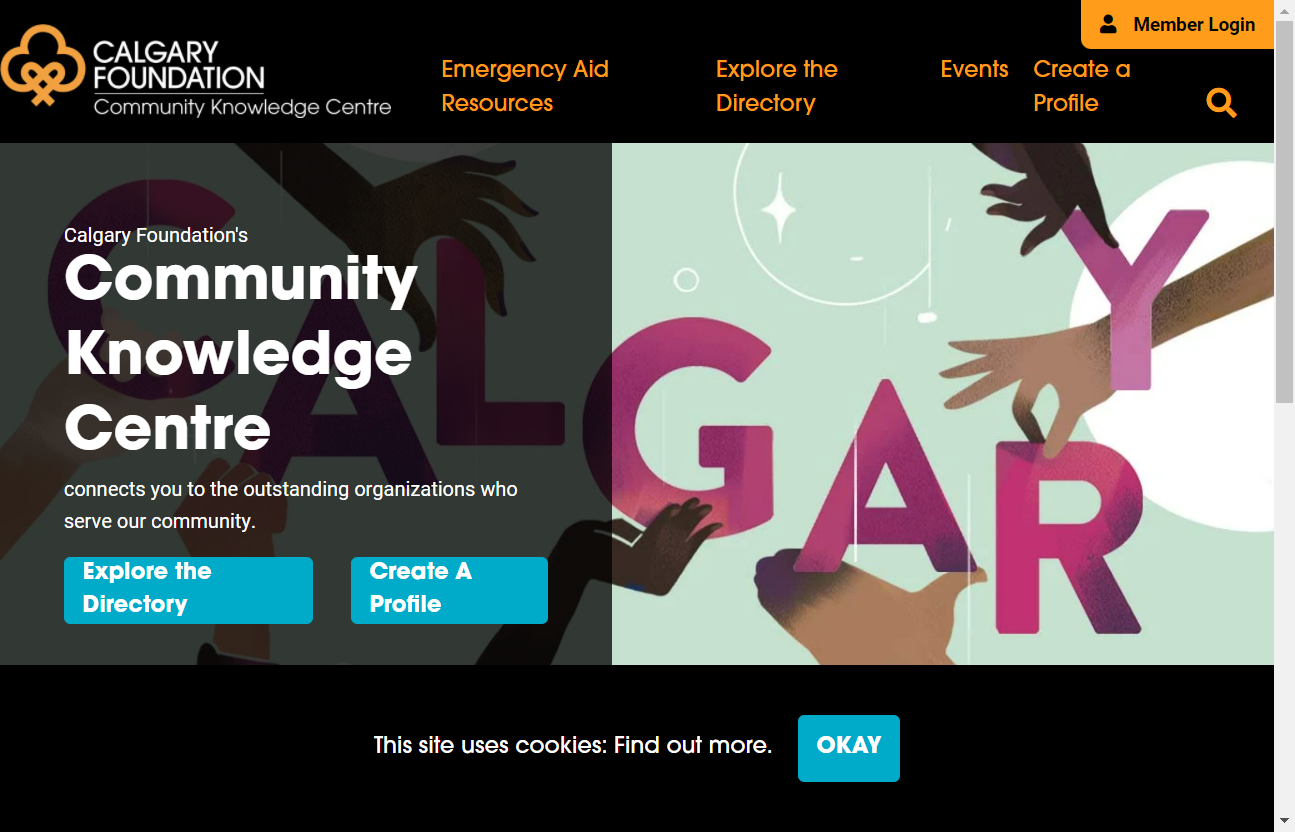 Member Login
CALGARY
FOUNDATION
Community Knowledge Centre
Emergency Aid
Resources
Explore the
Directory
Events
Create a
Profile
Calgary Foundation's
Community
Knowledge
Centre
connects you to the outstanding organizations who
serve our community.
Explore the
Directory
Create A
Profile
CALGARY
This site uses cookies: Find out more.
OKAY